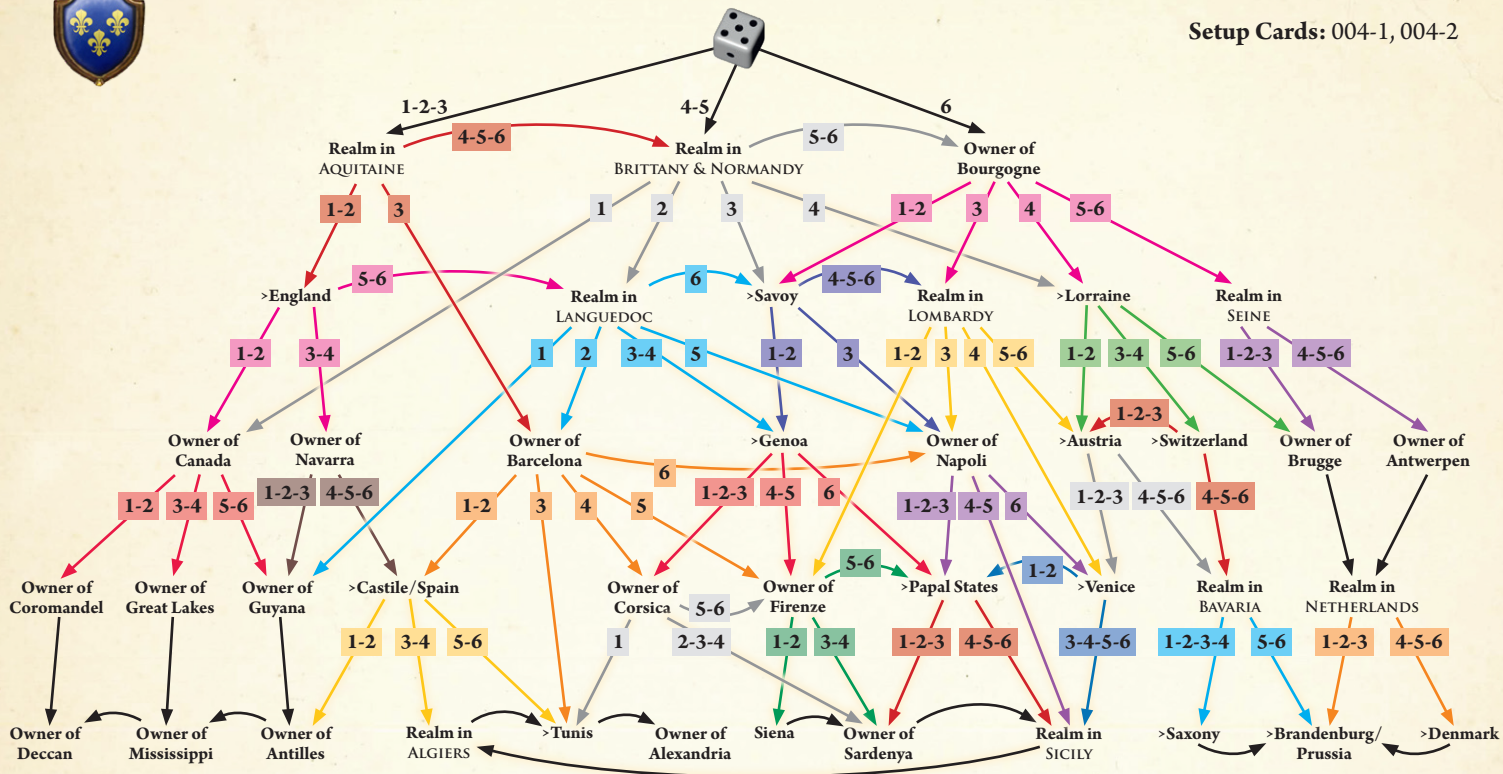 Setup Cards: 004-1, 004-2
1-2-3
4-5
6
Realm in
AQUITAINE
4-5-6
Realm in
BRITTANY & NORMANDY
5-6
Owner of
Bourgogne
1-2
3
1
2
3
4
1-2
3
4
5-6
>England
5-6
Realm in
LANGUEDOC
6
>Savoy
4-5-6
Realm in
LOMBARDY
>Lorraine
Realm in
SEINE
1-2
3-4
1
2
3-4
5
1-2
3
1-2
3
4
5-6
1-2
3-4
5-6
1-2-3
4-5-6
1-2-3
Owner of
Canada
Owner of
Navarra
Owner of
Barcelona
>Genoa
Owner of
Napoli
>Austria
>Switzerland
Owner of
Brugge
Owner of
Antwerpen
6
1-2
3-4
5-6
1-2-3
4-5-6
1-2
3
4
5
1-2-3
4-5
6
1-2-3
4-5
6
1-2-3
4-5-6
4-5-6
Owner of
Coromandel
Owner of
Great Lakes
Owner of
Guyana
>Castile/Spain
Owner of
Corsica
5-6
Owner of
Firenze
5-6
>Papal States
1-2
>Venice
Realm in
BAVARIA
Realm in
NETHERLANDS
1-2
3-4
5-6
1
2-3-4
1-2
3-4
1-2-3
4-5-6
3-4-5-6
1-2-3-4
5-6
1-2-3
4-5-6
Owner of
Deccan
Owner of
Mississippi
Owner of
Antilles
Realm in
ALGIERS
>Tunis
Owner of
Alexandria
Siena
Owner of
Sardenya
Realm in
SICILY
>Saxony
>Brandenburg/
Prussia
>Denmark